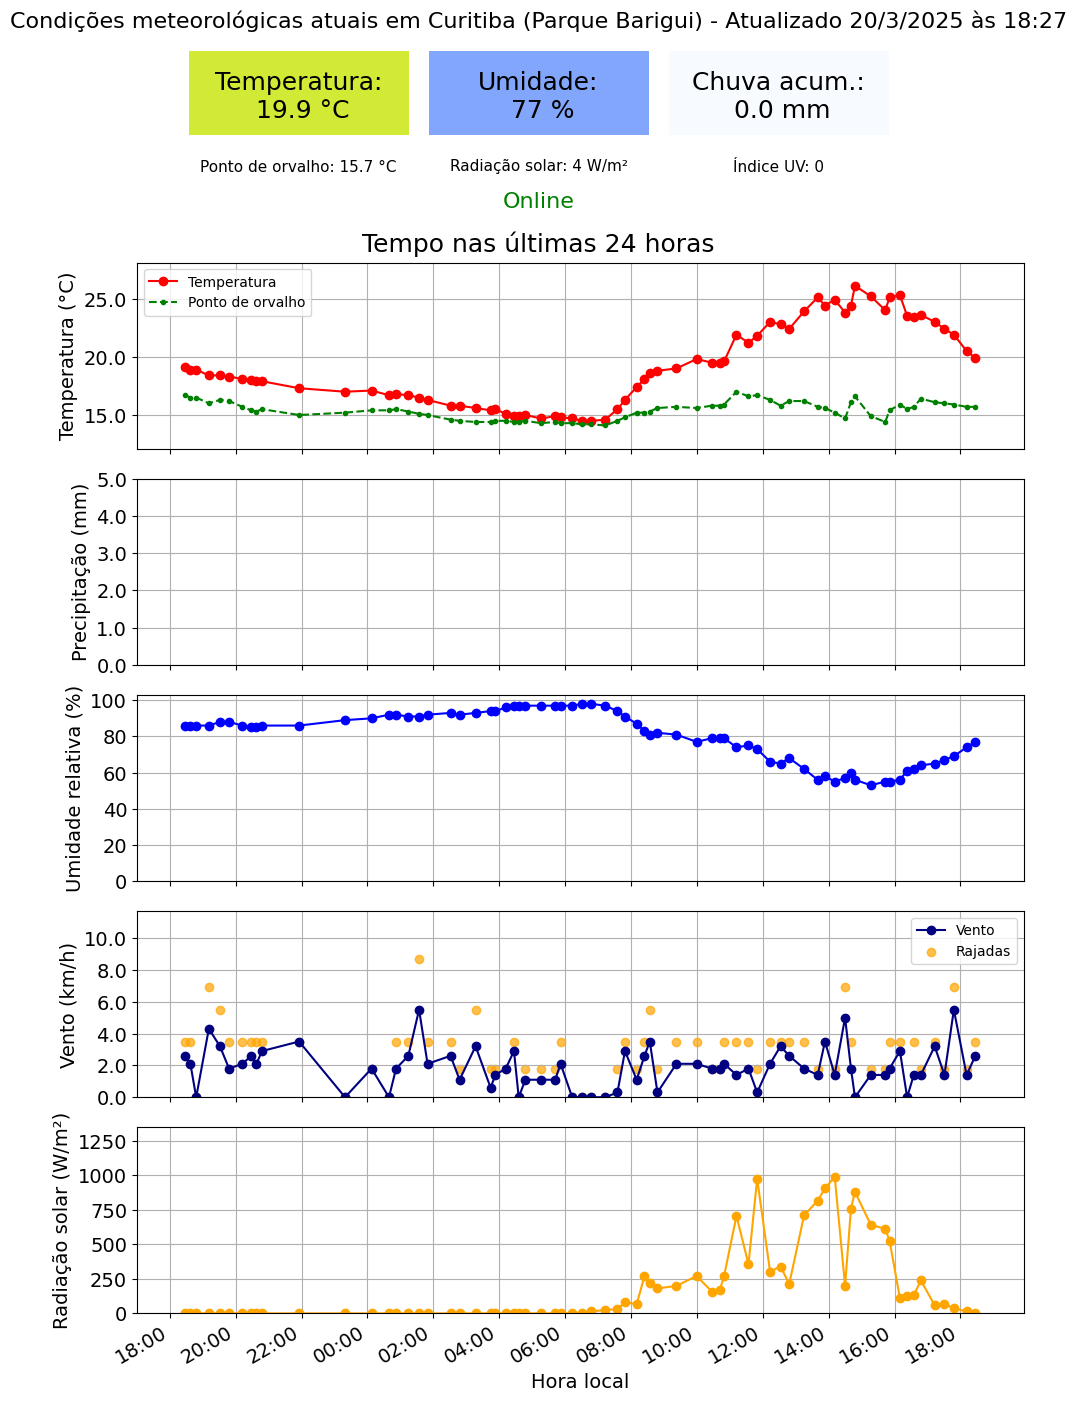 Condições meteorológicas atuais em Curitiba (Parque Barigui) - Atualizado 20/3/2025 às 18:27
Temperatura:
19.9 °C
Umidade:
77 %
Chuva acum.:
0.0 mm
Ponto de orvalho: 15.7 °C
Radiação solar: 4 W/m²
Índice UV: 0
Online
Tempo nas últimas 24 horas
Temperatura (°C)
25.0
20.0
15.0
Temperatura
Ponto de orvalho
Precipitação (mm)
5.0
4.0
3.0
2.0
1.0
0.0
Umidade relativa (%)
100
80
60
40
20
0
Vento (km/h)
10.0
8.0
6.0
4.0
2.0
0.0
Vento
Rajadas
Radiação solar (W/m²)
1250
1000
750
500
250
0
18:00
20:00
22:00
00:00
02:00
04:00
06:00
08:00
10:00
12:00
14:00
16:00
18:00
Hora local